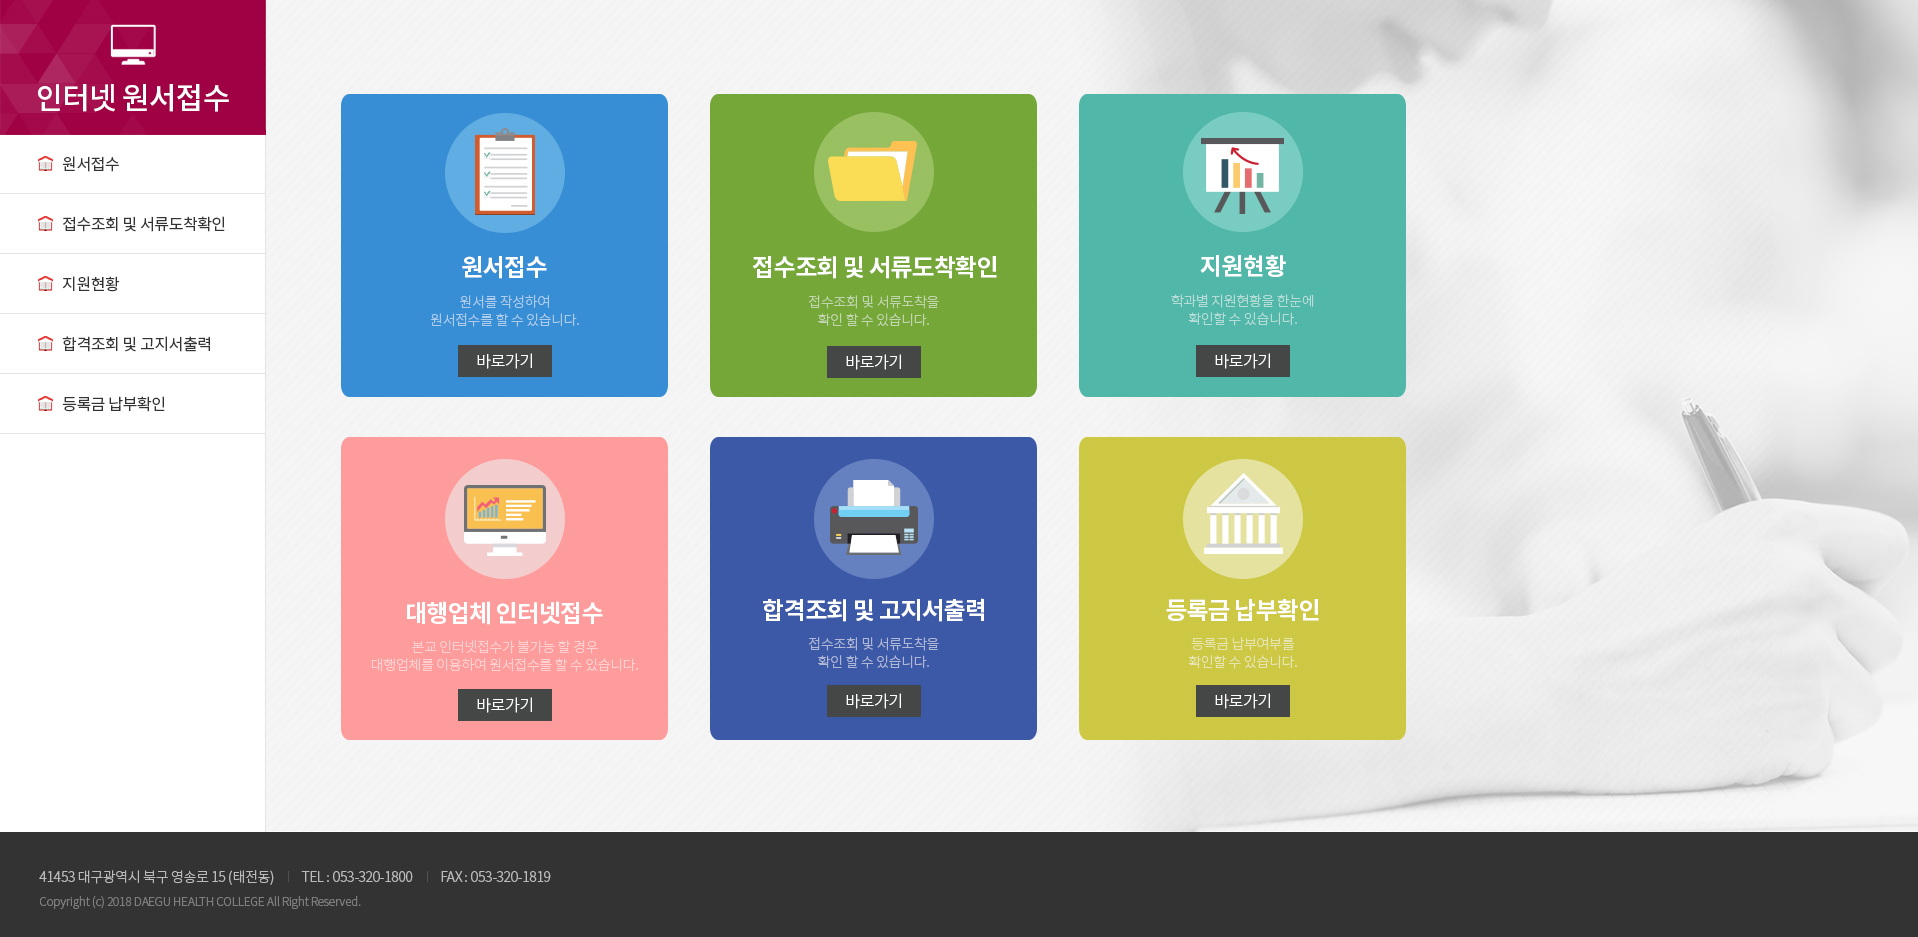 인터넷 원서접수
원서접수
접수조회 및 서류도착확인
지원현황
합격조회 및 고지서출력
등록금 납부확인
원서접수
원서를 작성하여
원서접수를 할 수 있습니다.
바로가기
접수조회 및 서류도착확인
접수조회 및 서류도착을
확인 할 수 있습니다.
바로가기
지원현황
학과별 지원현황을 한눈에
확인할 수 있습니다.
바로가기
대행업체 인터넷접수
본교 인터넷접수가 불가능 할 경우
대행업체를 이용하여 원서접수를 할 수 있습니다.
바로가기
합격조회 및 고지서출력
접수조회 및 서류도착을
확인 할 수 있습니다.
바로가기
등록금 납부확인
등록금 납부여부를
확인할 수 있습니다.
바로가기
41453 대구광역시 북구 영송로 15 (태전동) | TEL : 053-320-1800 | FAX : 053-320-1819
Copyright (c) 2018 DAEGU HEALTH COLLEGE All Right Reserved.